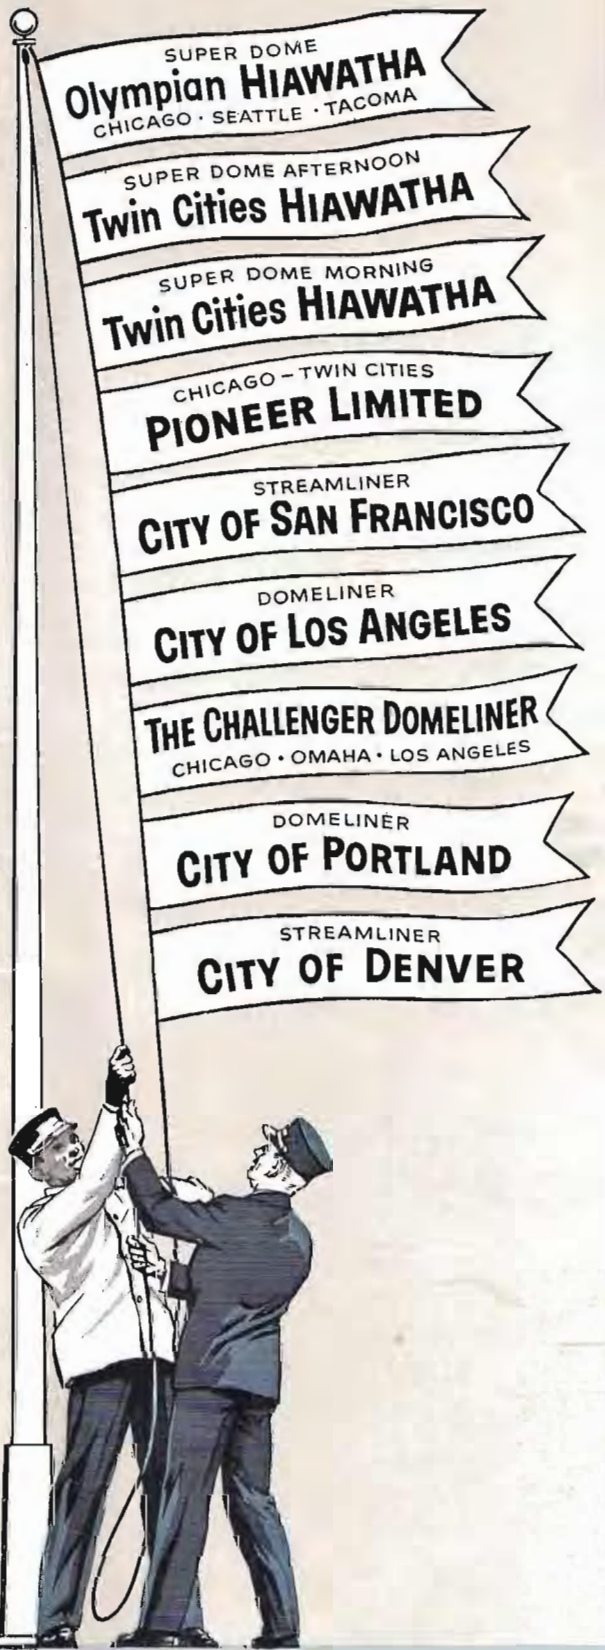 SUPER DOME
Olympian HIAWATHA
CHICAGO · SEATTLE · TACOMA
SUPER DOME AFTERNOON
Twin Cities HIAWATHA
SUPER DOME MORNING
Twin Cities HIAWATHA
CHICAGO – TWIN CITIES
PIONEER LIMITED
STREAMLINER
CITY OF SAN FRANCISCO
DOMELINER
CITY OF LOS ANGELES
THE CHALLENGER DOMELINER
CHICAGO · OMAHA · LOS ANGELES
DOMELINER
CITY OF PORTLAND
STREAMLINER
CITY OF DENVER